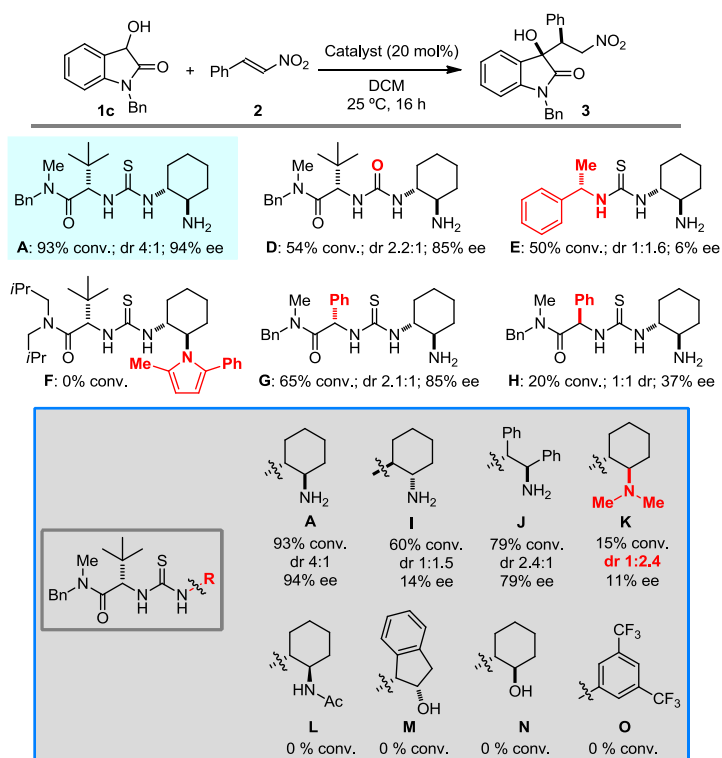 HO
Ph
HO
NO2
O
N
Bn
1c
+
Ph
NO2
2
Catalyst (20 mol%)
DCM
25 ºC, 16 h
O
N
Bn
3
Me
N
Bn
O
N
H
S
N
H
NH2
A: 93% conv.; dr 4:1; 94% ee
Me
N
Bn
O
N
H
O
N
H
NH2
D: 54% conv.; dr 2.2:1; 85% ee
Me
N
H
S
N
H
NH2
E: 50% conv.; dr 1:1.6; 6% ee
iPr
N
iPr
O
N
H
S
N
H
N
Me
Ph
F: 0% conv.
Me
N
Bn
O
Ph
N
H
S
N
H
NH2
G: 65% conv.; dr 2.1:1; 85% ee
Me
N
Bn
O
Ph
N
H
S
N
H
NH2
H: 20% conv.; 1:1 dr; 37% ee
Me
N
Bn
O
NH
S
NH
R
NH2
A
93% conv.
dr 4:1
94% ee
NH2
I
60% conv.
dr 1:1.5
14% ee
Ph
Ph
NH2
J
79% conv.
dr 2.4:1
79% ee
N
Me
Me
K
15% conv.
dr 1:2.4
11% ee
HN
Ac
L
0 % conv.
OH
M
0 % conv.
OH
N
0 % conv.
CF3
CF3
O
0 % conv.